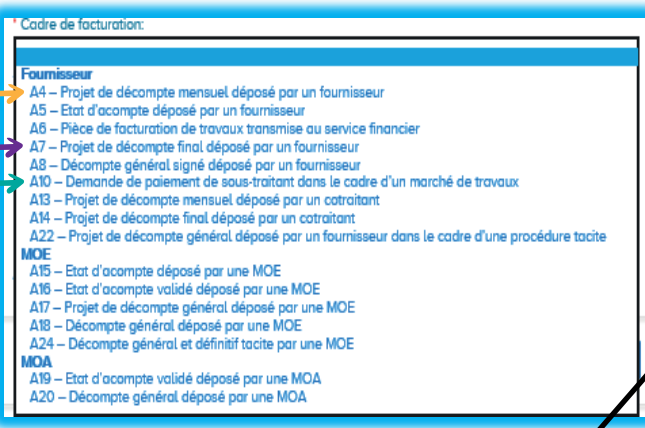 * Cadre de facturation:
Fournisseur
A4 – Projet de décompte mensuel déposé par un fournisseur
A5 – Etat d'acompte déposé par un fournisseur
A6 – Pièce de facturation de travaux transmise au service financier
A7 – Projet de décompte final déposé par un fournisseur
A8 – Décompte général signé déposé par un fournisseur
A10 – Demande de paiement de sous-traitant dans le cadre d'un marché de travaux
A13 – Projet de décompte mensuel déposé par un cotraitant
A14 – Projet de décompte final déposé par un cotraitant
A22 – Projet de décompte général déposé par un fournisseur dans le cadre d'une procédure tacite
MOE
A15 – Etat d'acompte déposé par une MOE
A16 – Etat d'acompte validé déposé par une MOE
A17 – Projet de décompte général déposé par une MOE
A18 – Décompte général déposé par une MOE
A24 – Décompte général et définitif tacite par une MOE
MOA
A19 – Etat d'acompte validé déposé par une MOA
A20 – Décompte général déposé par une MOA